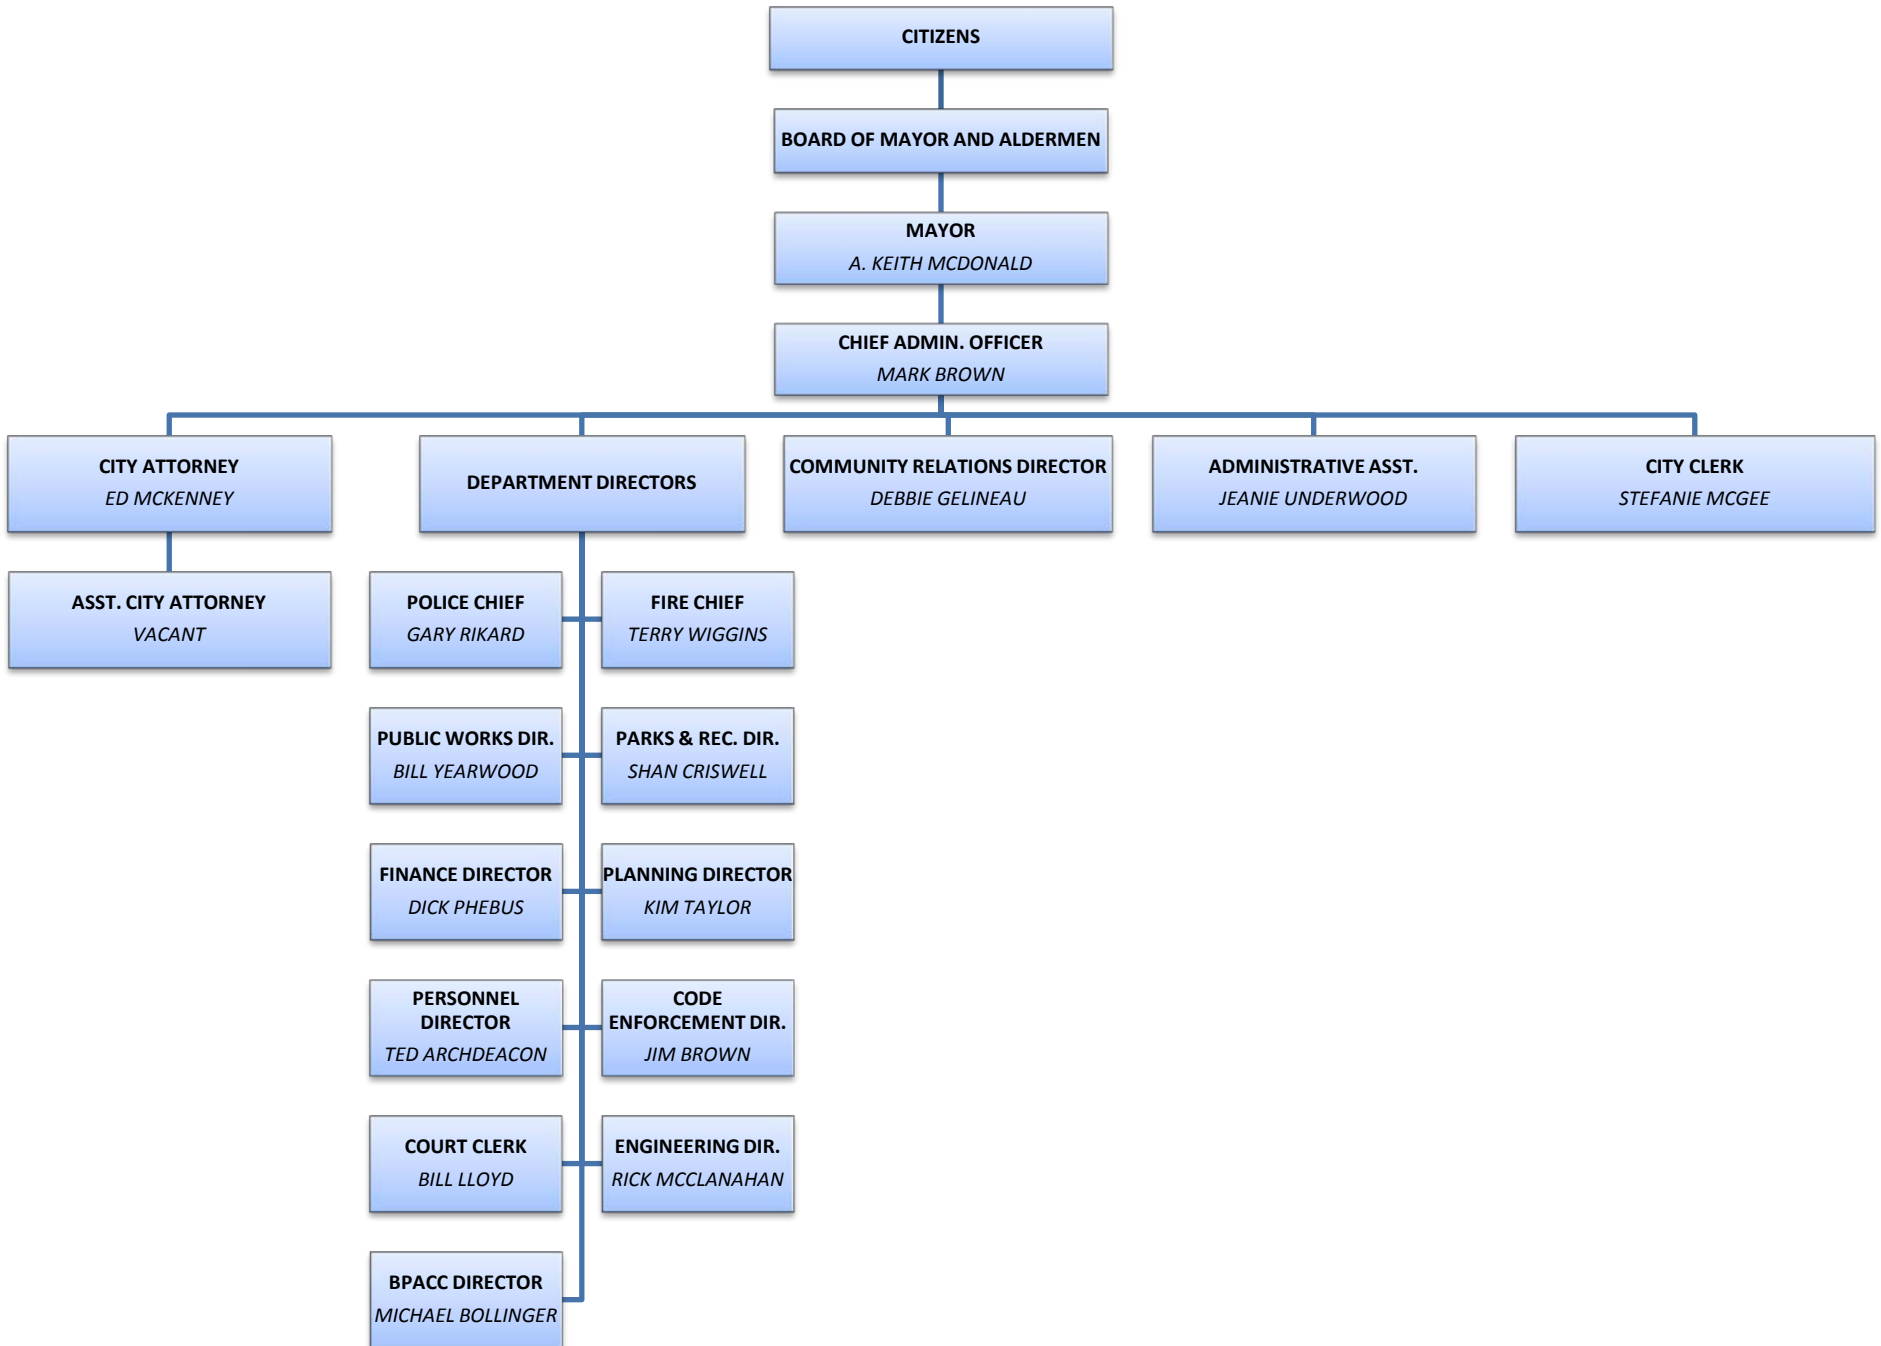 CITIZENS
BOARD OF MAYOR AND ALDERMEN
MAYOR
A. KEITH MCDONALD
CHIEF ADMIN. OFFICER
MARK BROWN
CITY ATTORNEY
ED MCKENNEY
DEPARTMENT DIRECTORS
COMMUNITY RELATIONS DIRECTOR
DEBBIE GELINEAU
ADMINISTRATIVE ASST.
JEANIE UNDERWOOD
CITY CLERK
STEFANIE MCGEE
ASST. CITY ATTORNEY
VACANT
POLICE CHIEF
GARY RIKARD
FIRE CHIEF
TERRY WIGGINS
PUBLIC WORKS DIR.
BILL YEARWOOD
PARKS & REC. DIR.
SHAN CRISWELL
FINANCE DIRECTOR
DICK PHEBUS
PLANNING DIRECTOR
KIM TAYLOR
PERSONNEL
DIRECTOR
TED ARCHDEACON
CODE
ENFORCEMENT DIR.
JIM BROWN
COURT CLERK
BILL LLOYD
ENGINEERING DIR.
RICK MCCLANAHAN
BPACC DIRECTOR
MICHAEL BOLLINGER